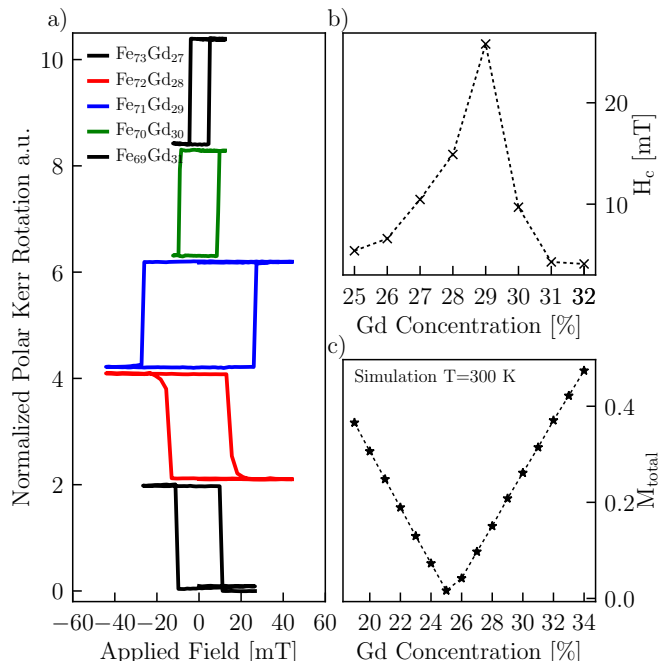 a)
Normalized Polar Kerr Rotation a.u.
10
8
6
4
2
0
Fe73Gd27
Fe72Gd28
Fe71Gd29
Fe70Gd30
Fe69Gd31
−60 −40 −20 0 20 40 60
Applied Field [mT]
b)
20
10
Hc [mT]
25 26 27 28 29 30 31 32
Gd Concentration [%]
c)
Simulation T=300 K
0.4
0.2
0.0
Mtotal
20 22 24 26 28 30 32 34
Gd Concentration [%]